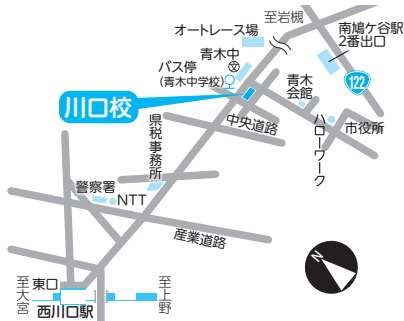 至岩槻
オートレース場
南鳩ケ谷駅
2番出口
青木中
バス停
(青木中学校)
122
青木
会館
川口校
県税事務所
中央道路
ハローワーク
市役所
警察署
NTT
産業道路
N
至大宮
東口
西川口駅
至上野